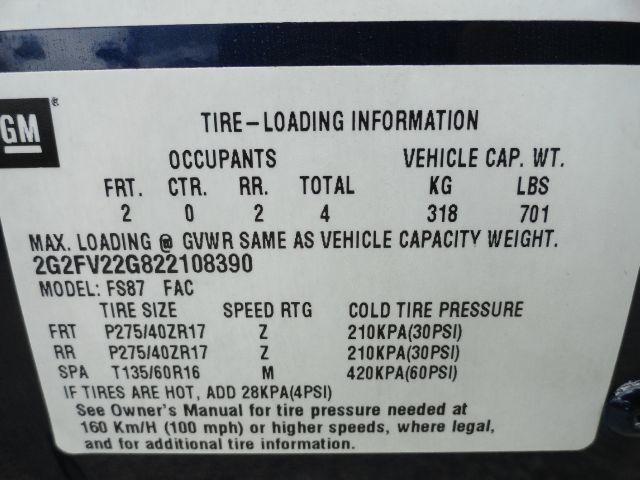 GM®
TIRE-LOADING INFORMATION
OCCUPANTS VEHICLE CAP. WT.
FRT. CTR. RR. TOTAL KG LBS
2 0 2 4 318 701
MAX. LOADING @ GVWR SAME AS VEHICLE CAPACITY WEIGHT.
2G2FV22G822108390
MODEL: FS87 FAC
TIRE SIZE SPEED RTG COLD TIRE PRESSURE
FRT P275/40ZR17 Z 210KPA(30PSI)
RR P275/40ZR17 Z 210KPA(30PSI)
SPA T135/60R16 M 420KPA(60PSI)
IF TIRES ARE HOT, ADD 28KPA(4PSI)
See Owner's Manual for tire pressure needed at
160 Km/H (100 mph) or higher speeds, where legal,
and for additional tire information.